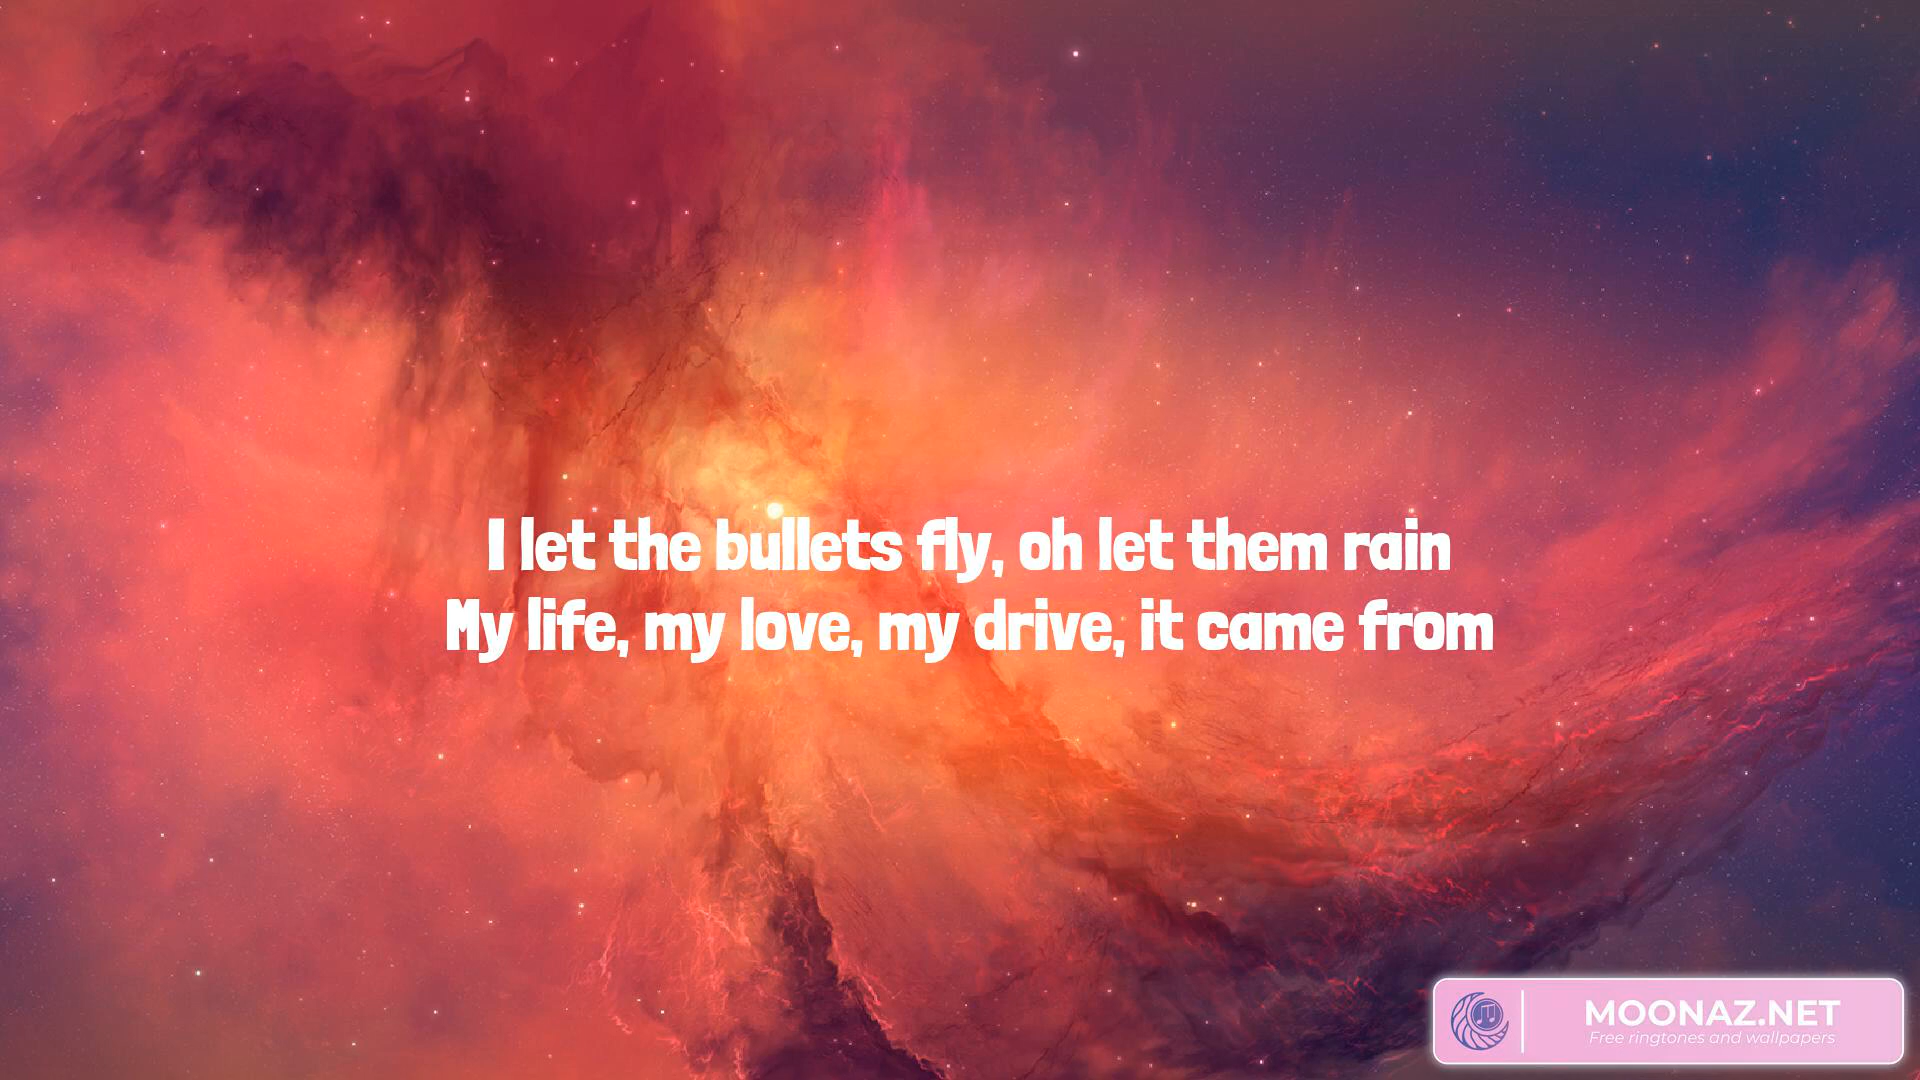 I let the bullets fly, oh let them rain
My life, my love, my drive, it came from
MOONAZ.NET
Free ringtones and wallpapers